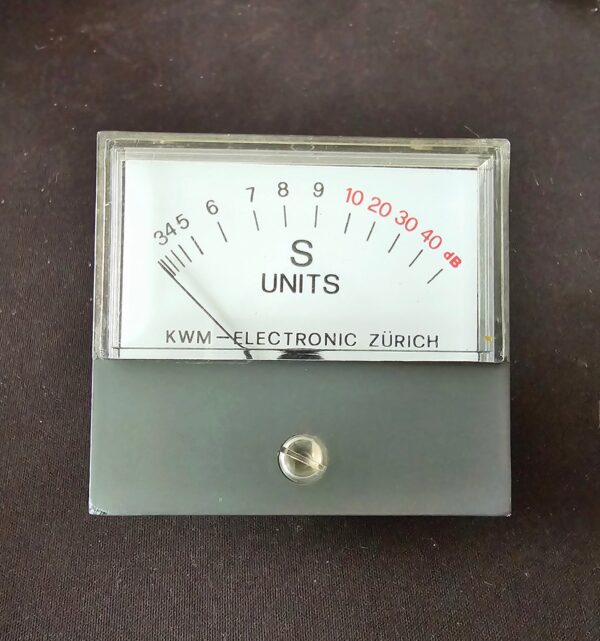 3 4 5 6 7 8 9 10 20 30 40 dB
S
UNITS
KWM-ELECTRONIC ZÜRICH